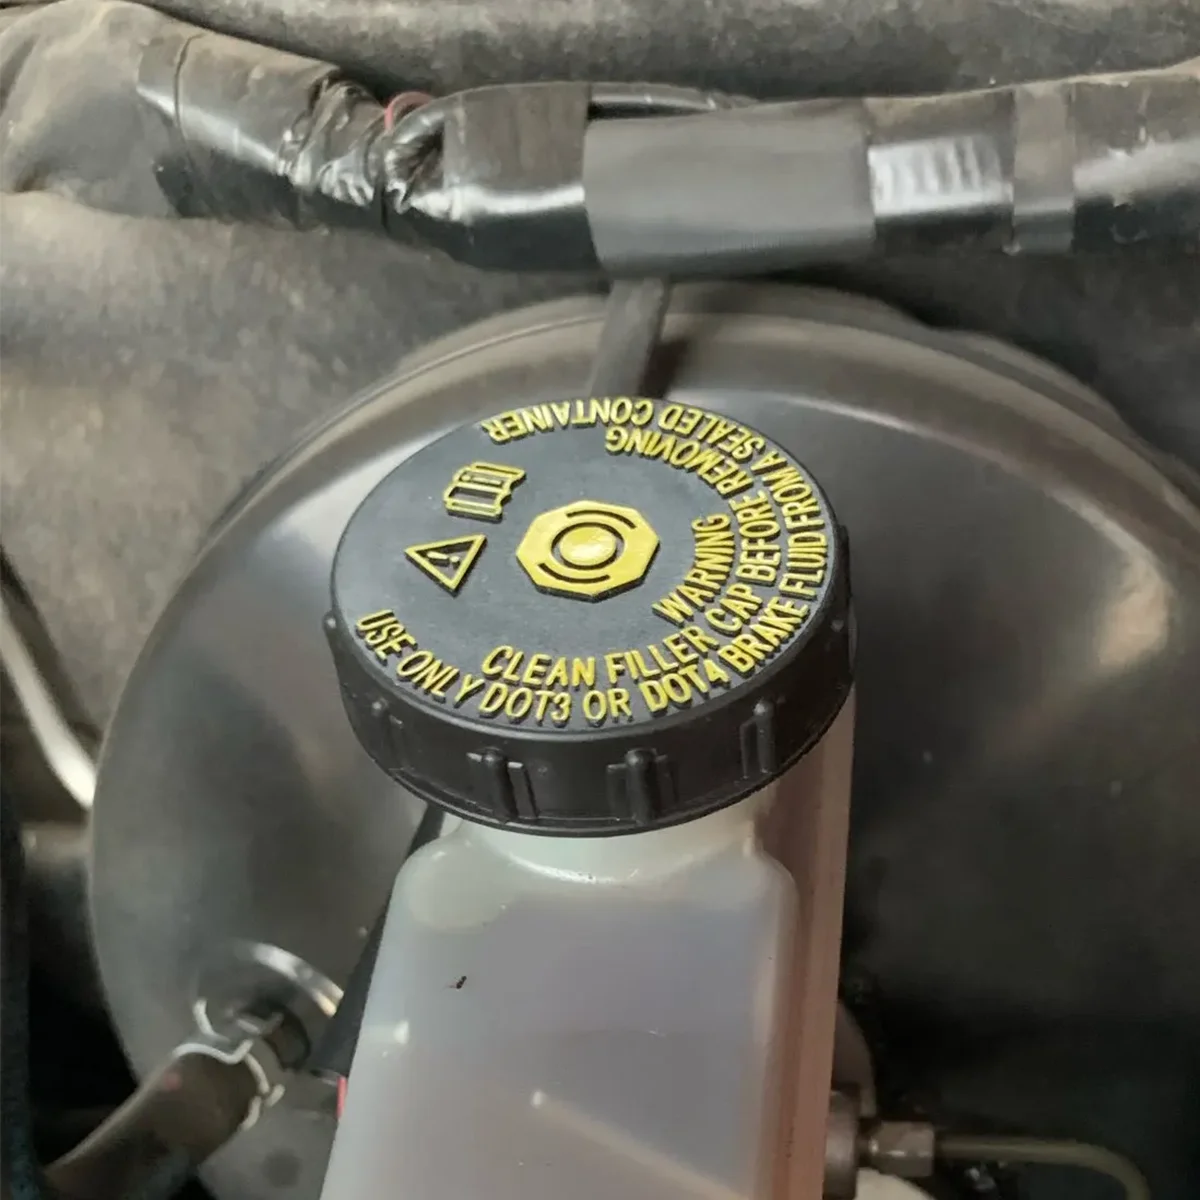 WARNING
CLEAN FILLER CAP BEFORE REMOVING
USE ONLY DOT3 OR DOT4 BRAKE FLUID FROM A SEALED CONTAINER